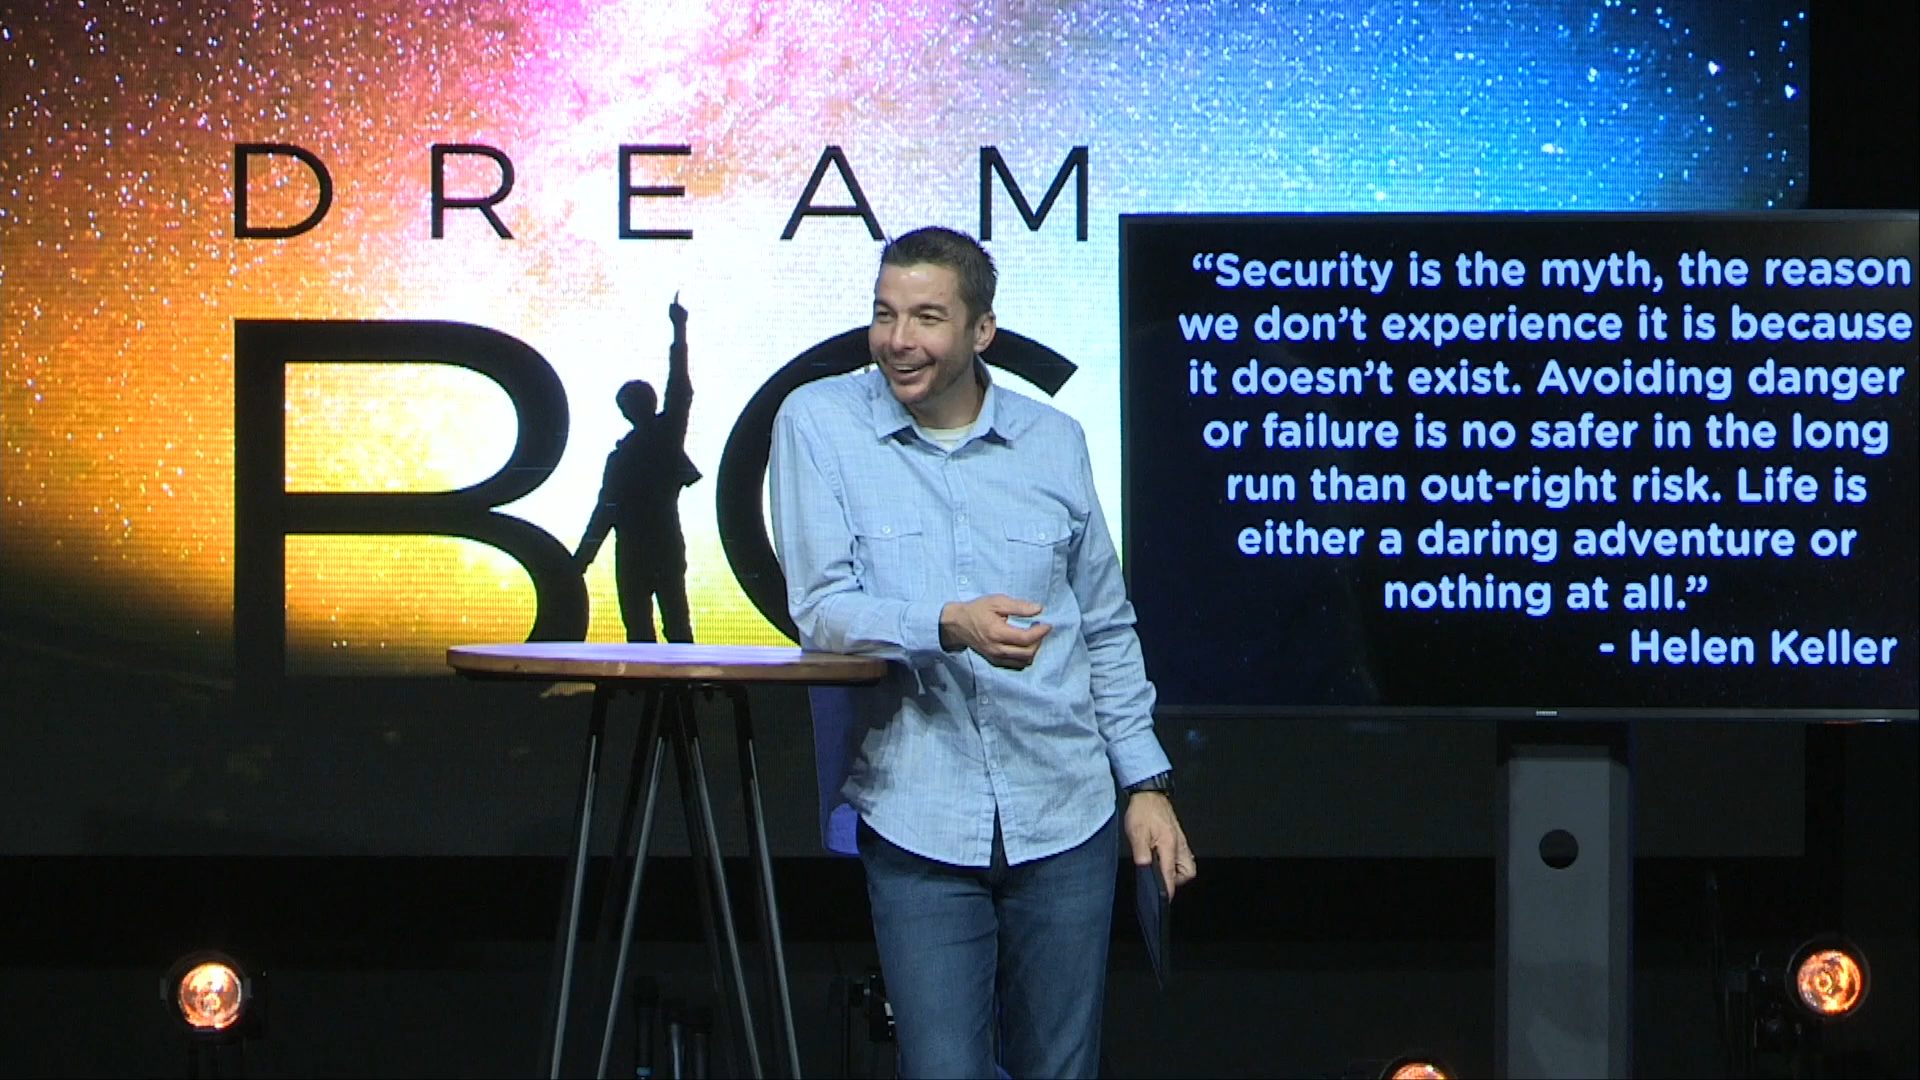 DREAM
BIG
“Security is the myth, the reason
we don’t experience it is because
it doesn’t exist. Avoiding danger
or failure is no safer in the long
run than out-right risk. Life is
either a daring adventure or
nothing at all.”
- Helen Keller
SAMSUNG